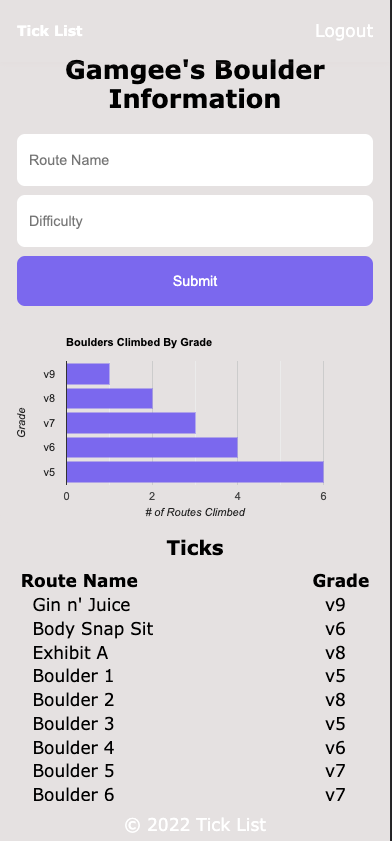 Tick List
Logout
Gamgee's Boulder
Information
Route Name
Difficulty
Submit
Boulders Climbed By Grade
Grade
v9
v8
v7
v6
v5
0 2 4 6
# of Routes Climbed
Ticks
Route Name Grade
Gin n' Juice v9
Body Snap Sit v6
Exhibit A v8
Boulder 1 v5
Boulder 2 v8
Boulder 3 v5
Boulder 4 v6
Boulder 5 v7
Boulder 6 v7
© 2022 Tick List